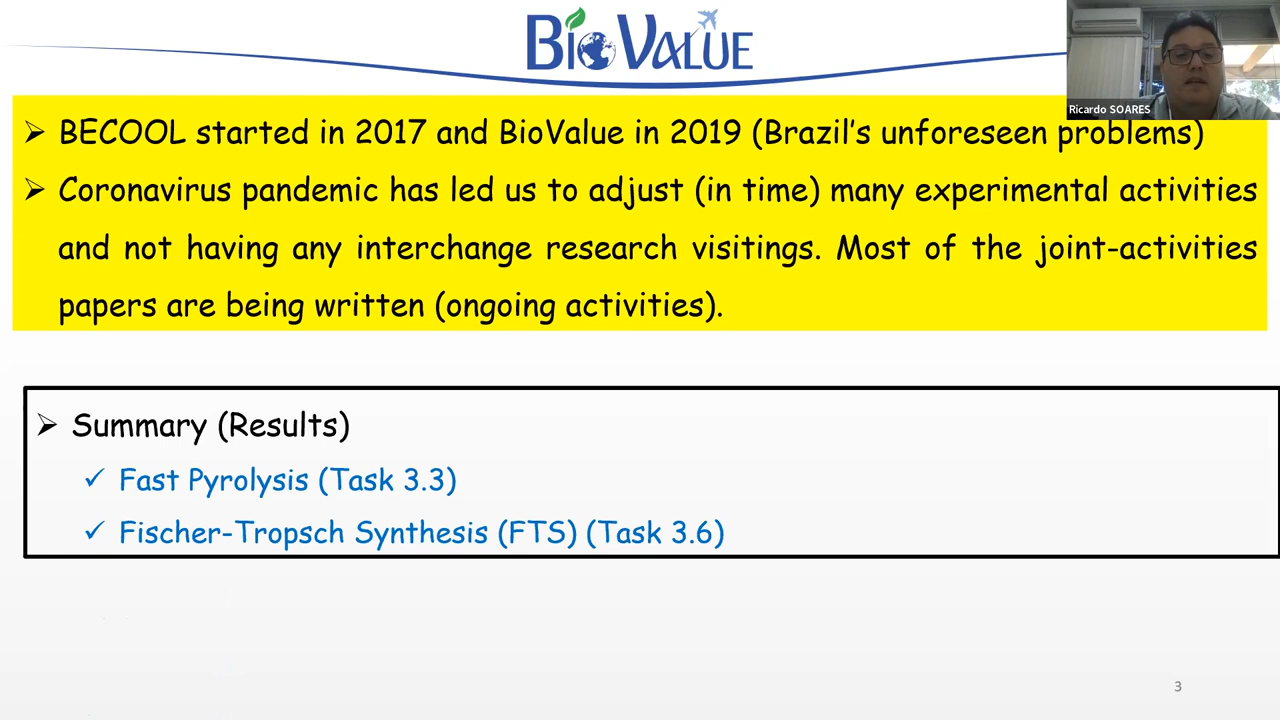 BIOVALUE
Ricardo SOARES
➢ BECOOL started in 2017 and BioValue in 2019 (Brazil's unforeseen problems)
➢ Coronavirus pandemic has led us to adjust (in time) many experimental activities
and not having any interchange research visitings. Most of the joint-activities
papers are being written (ongoing activities).
➢ Summary (Results)
✓ Fast Pyrolysis (Task 3.3)
✓ Fischer-Tropsch Synthesis (FTS) (Task 3.6)
3